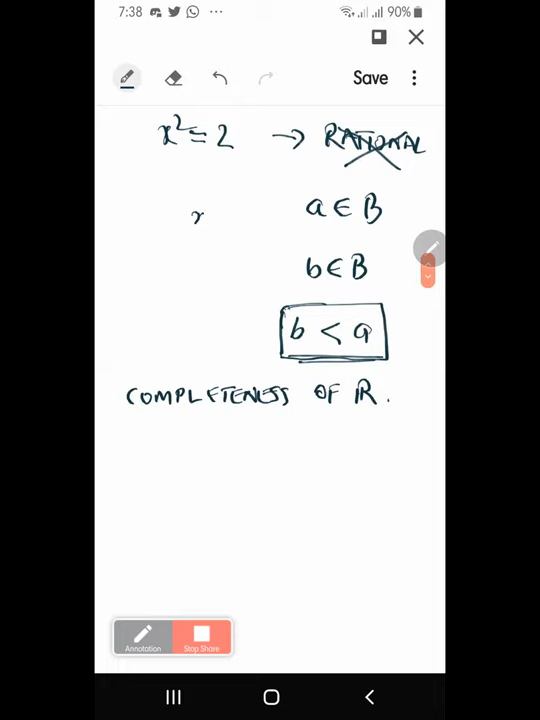 7:38 90%
Save
x²=2 → RATIONAL
x a∈B
b∈B
b < a
COMPLETENESS OF ℝ.
Annotation Stop Share